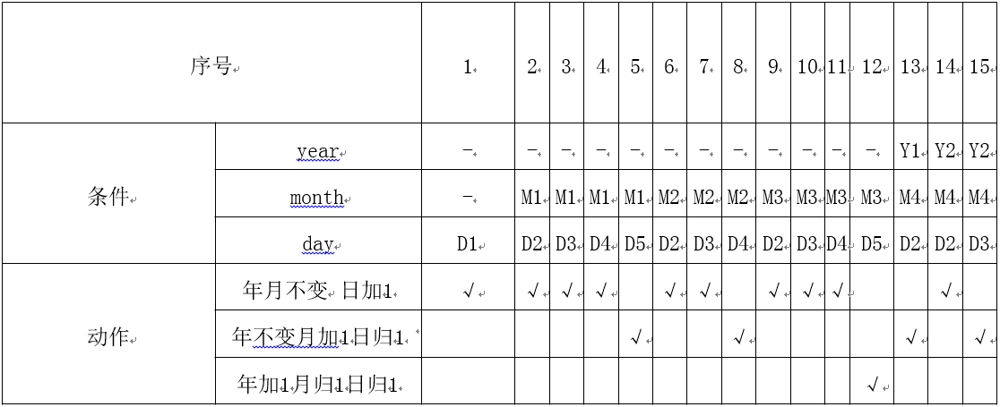 序号 1 2 3 4 5 6 7 8 9 10 11 12 13 14 15
条件 year - - - - - - - - - - - - Y1 Y2 Y2
month - M1 M1 M1 M1 M2 M2 M2 M3 M3 M3 M3 M4 M4 M4
day D1 D2 D3 D4 D5 D2 D3 D4 D2 D3 D4 D5 D2 D2 D3
动作 年月不变 日加1 √ √ √ √ √ √ √ √ √ √
年不变月加1日归1 √ √ √ √
年加1月归1日归1 √